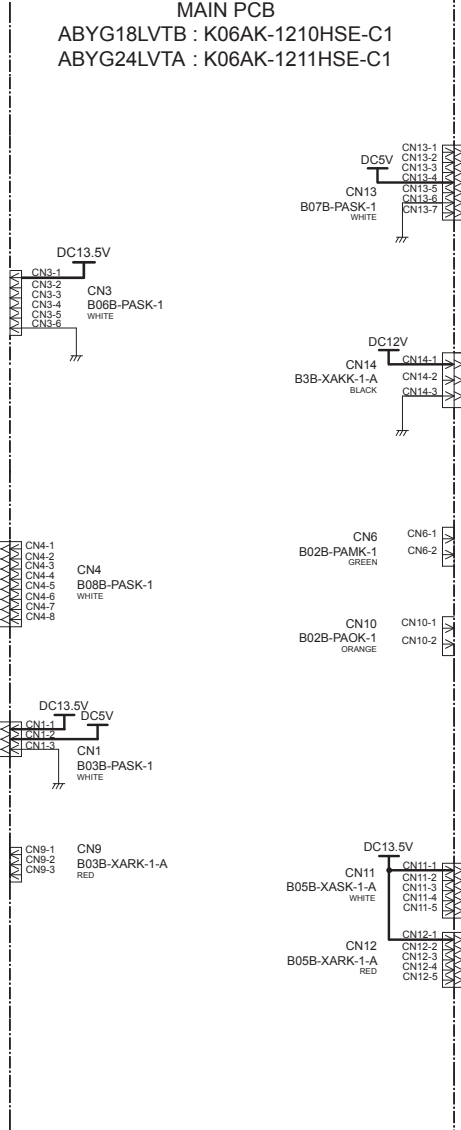 MAIN PCB
ABYG18LVTB : K06AK-1210HSE-C1
ABYG24LVTA : K06AK-1211HSE-C1
CN13-1
CN13-2
CN13-3
CN13-4
CN13-5
CN13-6
CN13-7
DC5V
CN13
B07B-PASK-1
WHITE
DC13.5V
CN3-1
CN3-2
CN3-3
CN3-4
CN3-5
CN3-6
CN3
B06B-PASK-1
WHITE
DC12V
CN14-1
CN14-2
CN14-3
CN14
B3B-XAKK-1-A
BLACK
CN4-1
CN4-2
CN4-3
CN4-4
CN4-5
CN4-6
CN4-7
CN4-8
CN4
B08B-PASK-1
WHITE
CN6
B02B-PAMK-1
GREEN
CN6-1
CN6-2
CN10
B02B-PAOK-1
ORANGE
CN10-1
CN10-2
DC13.5V
DC5V
CN1-1
CN1-2
CN1-3
CN1
B03B-PASK-1
WHITE
CN9-1
CN9-2
CN9-3
CN9
B03B-XARK-1-A
RED
DC13.5V
CN11
B05B-XASK-1-A
WHITE
CN11-1
CN11-2
CN11-3
CN11-4
CN11-5
CN12
B05B-XARK-1-A
RED
CN12-1
CN12-2
CN12-3
CN12-4
CN12-5